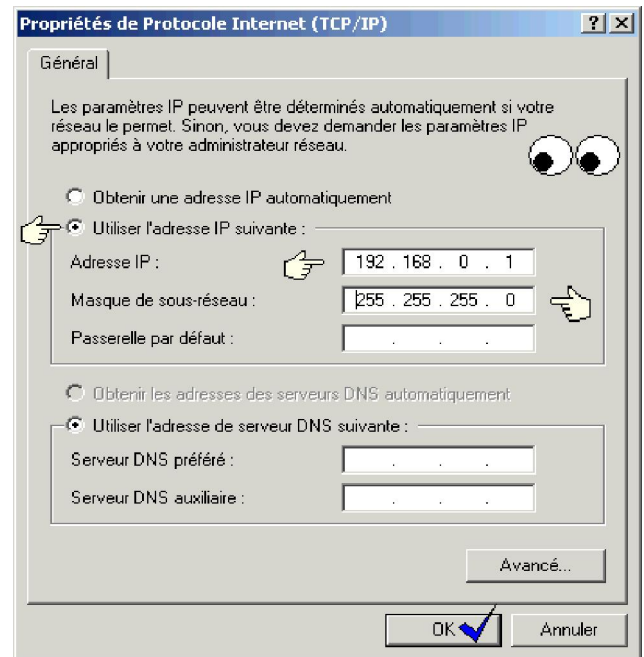 Propriétés de Protocole Internet (TCP/IP)
Général
Les paramètres IP peuvent être déterminés automatiquement si votre
réseau le permet. Sinon, vous devez demander les paramètres IP
appropriés à votre administrateur réseau.
Obtenir une adresse IP automatiquement
Utiliser l'adresse IP suivante :
Adresse IP : 192 . 168 . 0 . 1
Masque de sous-réseau : 255 . 255 . 255 . 0
Passerelle par défaut : . . .
Obtenir les adresses des serveurs DNS automatiquement
Utiliser l'adresse de serveur DNS suivante :
Serveur DNS préféré : . . .
Serveur DNS auxiliaire : . . .
Avancé...
OK Annuler